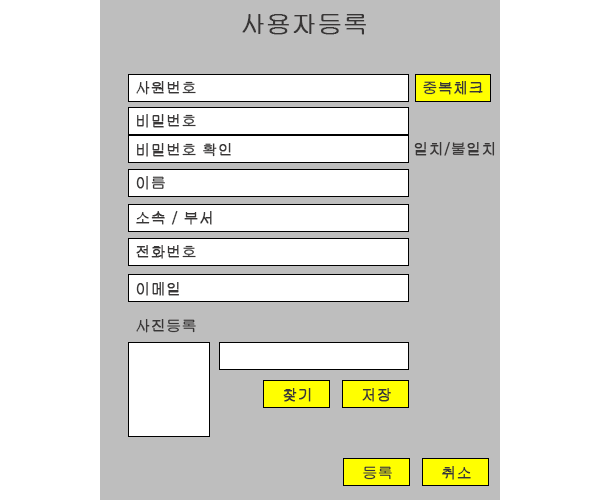 사용자등록
사원번호
중복체크
비밀번호
비밀번호 확인
일치/불일치
이름
소속 / 부서
전화번호
이메일
사진등록
찾기
저장
등록
취소